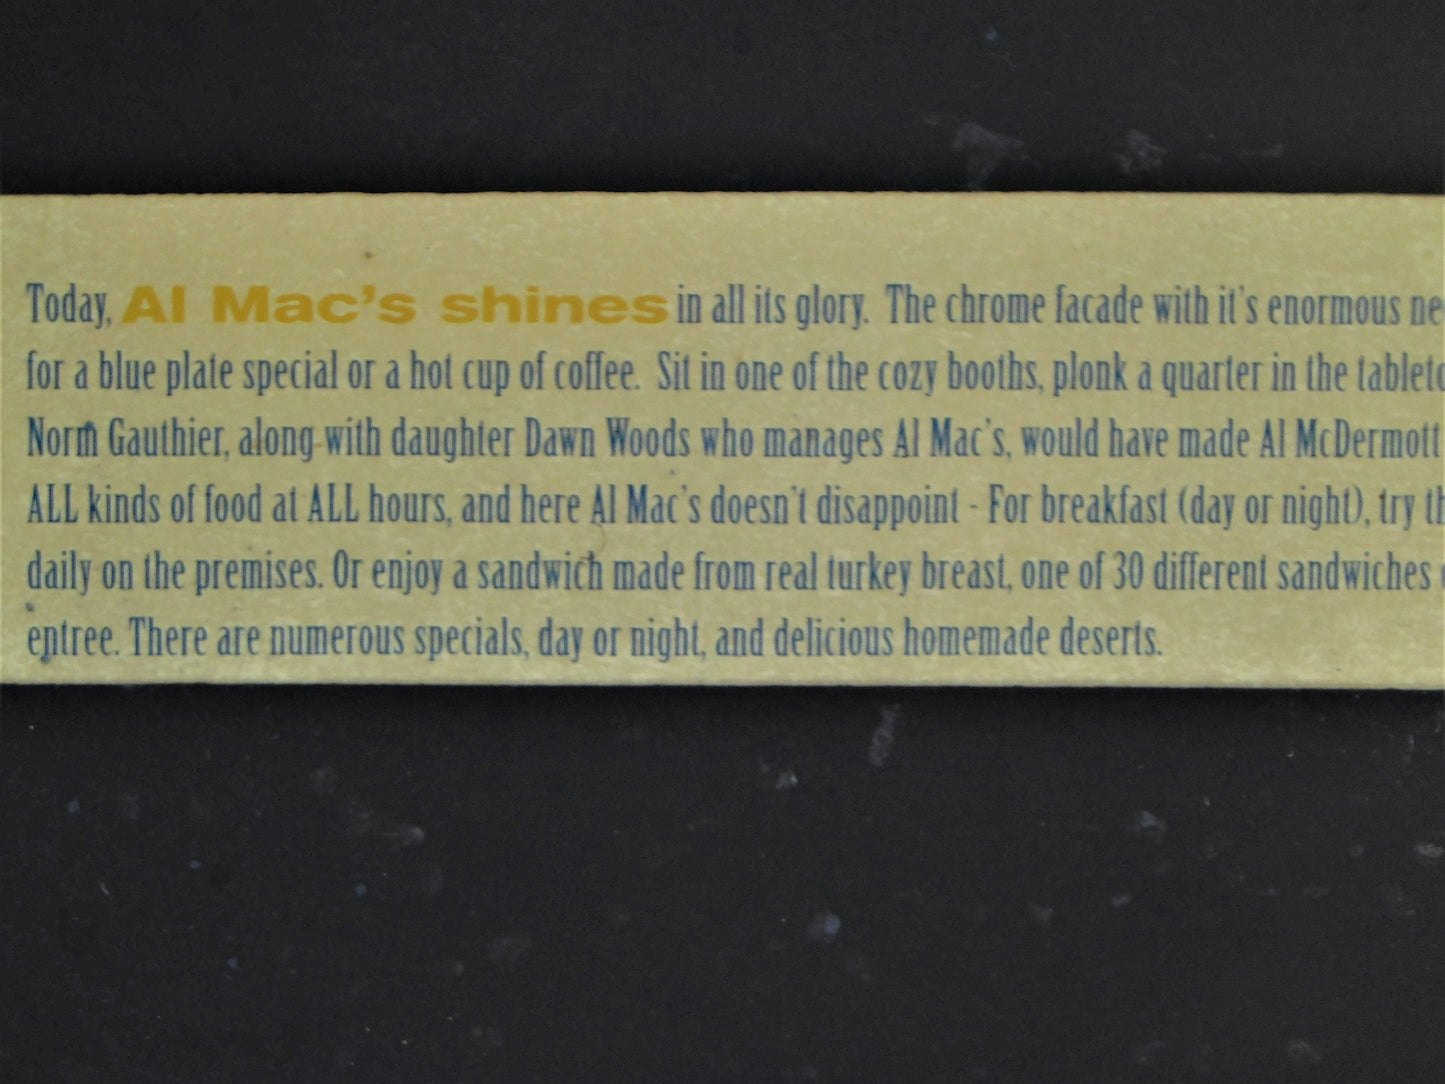 Today, Al Mac's shines in all its glory. The chrome facade with it's enormous
for a blue plate special or a hot cup of coffee. Sit in one of the cozy booths, plonk a quarter in the
Norm Gauthier, along with daughter Dawn Woods who manages Al Mac's, would have made Al McDermott
ALL kinds of food at ALL hours, and here Al Mac's doesn't disappoint - For breakfast (day or night), try
daily on the premises. Or enjoy a sandwich made from real turkey breast, one of 30 different sandwiches
entree. There are numerous specials, day or night, and delicious homemade deserts.